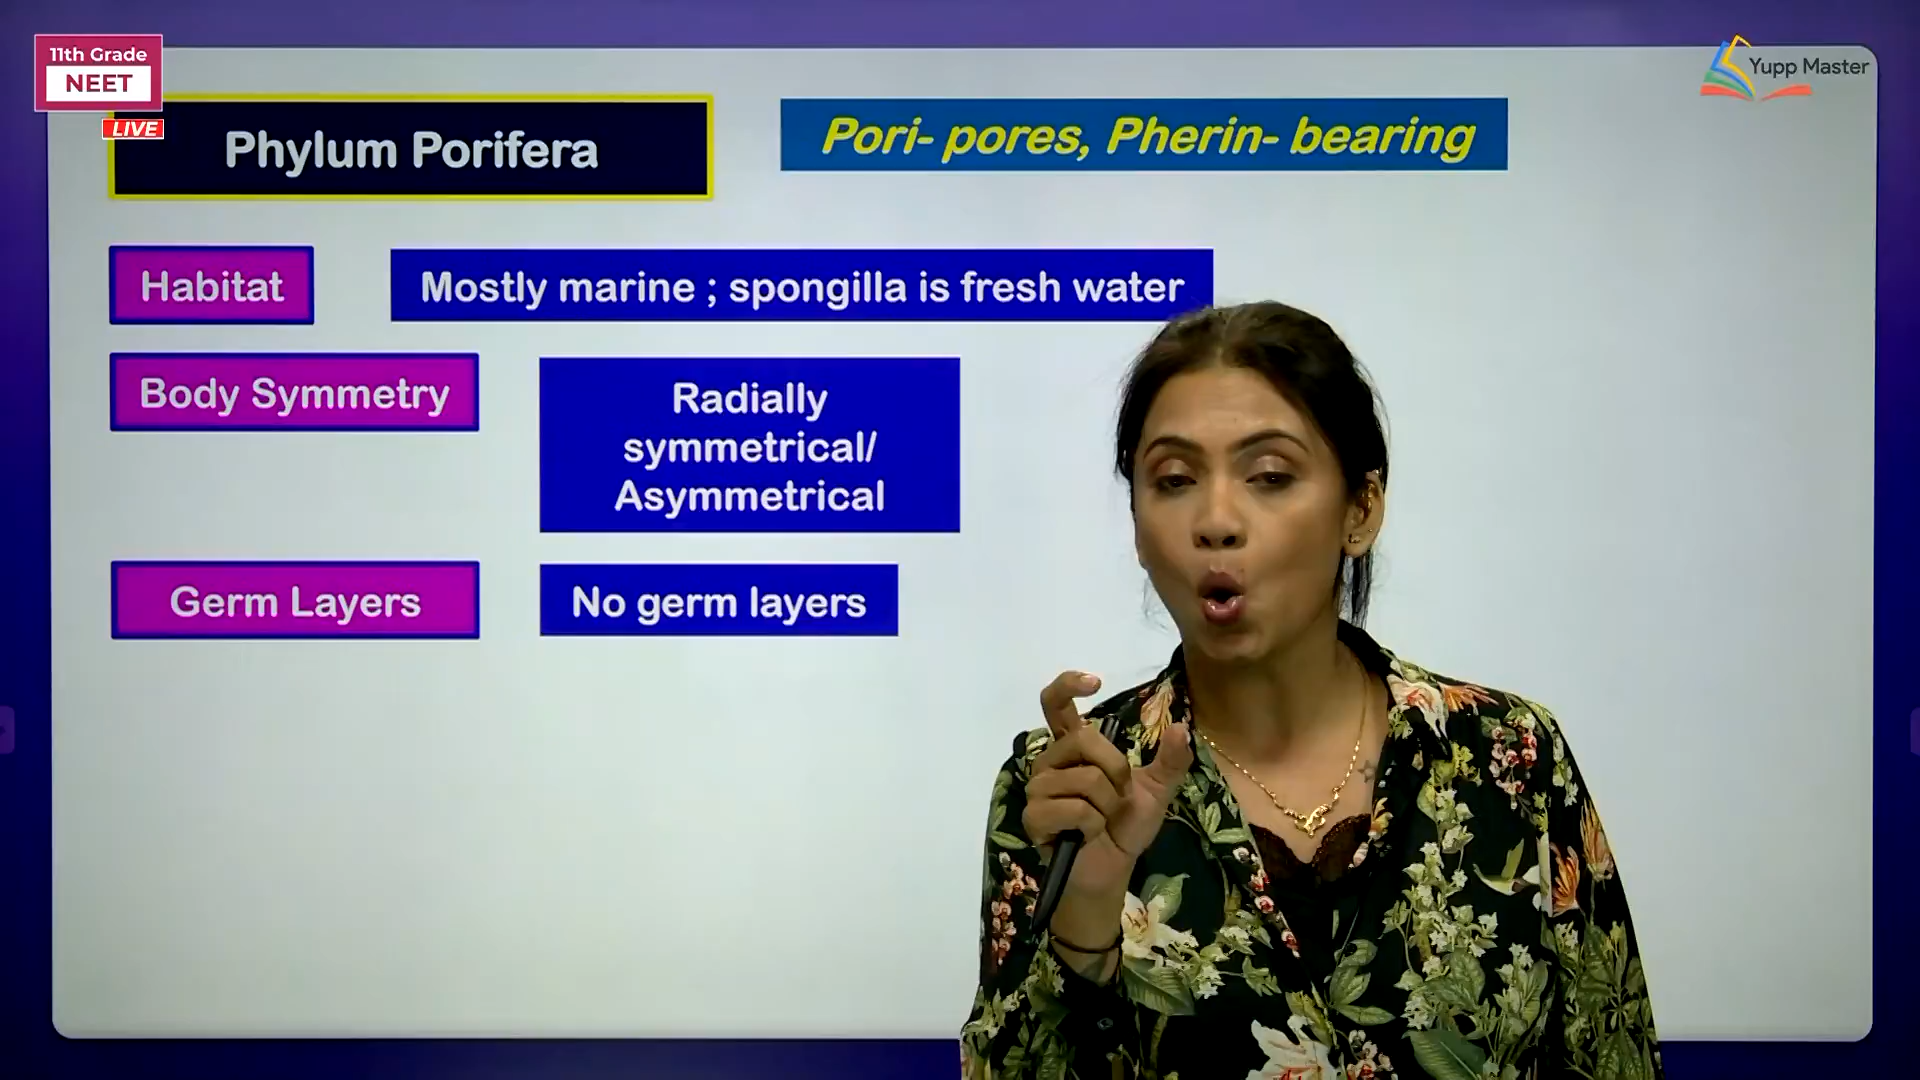 11th Grade
NEET
LIVE
Yupp Master
Phylum Porifera
Pori- pores, Pherin- bearing
Habitat
Mostly marine ; spongilla is fresh water
Body Symmetry
Radially
symmetrical/
Asymmetrical
Germ Layers
No germ layers